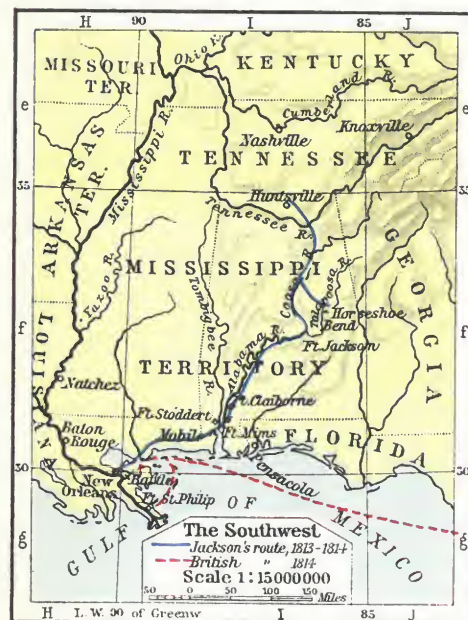 H 90 I 85 J
Ohio R.
KENTUCKY
MISSOURI
TER.
Cumberland R.
e e
Nashville Knoxville
TENNESSEE
ARKANSAS
TER.
Mississippi R.
35 35
Huntsville
Tennessee R.
MISSISSIPPI
GEORGIA
Yazoo R.
Tombigbee R.
Coosa R.
Tallapoosa R.
Horseshoe
Bend
f f
Alabama R.
Ft. Jackson
LOUISIANA
TERRITORY
Natchez
Ft. Claiborne
Ft. Stoddert
Baton
Rouge
Mobile
Ft. Mims
FLORIDA
30 30
Pensacola
New
Orleans
Battle
Ft. St. Philip
GULF OF MEXICO
g g
The Southwest
Jackson's route, 1813-1814
British " 1814
Scale 1:15000000
50 0 50 100 150
Miles
H L.W. 90 of Greenw I 85 J